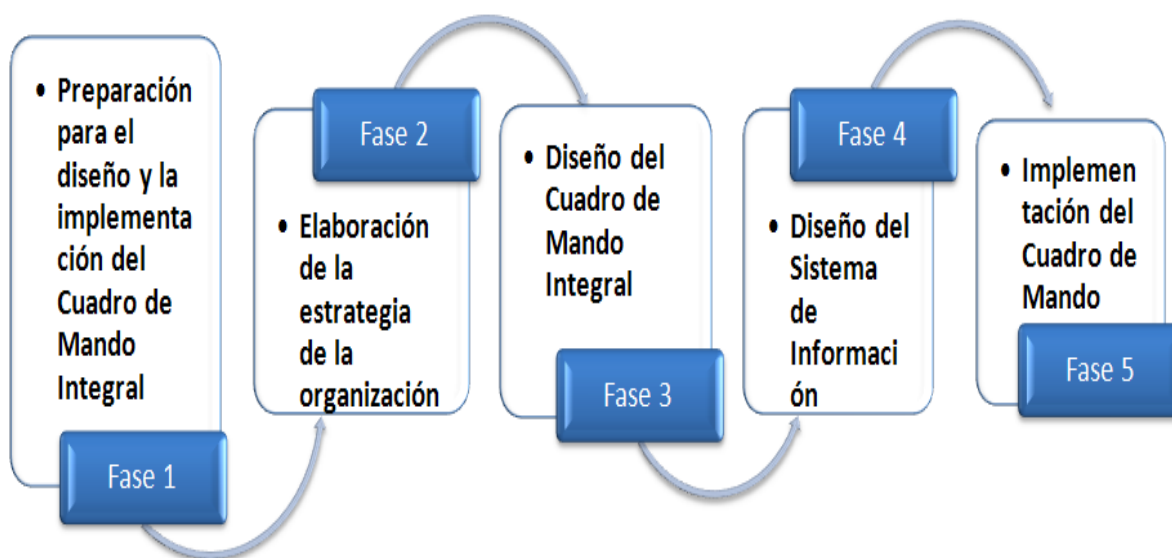 • Preparación
para el
diseño y la
implementa
ción del
Cuadro de
Mando
Integral
Fase 1
Fase 2
• Elaboración
de la
estrategia
de la
organización
• Diseño del
Cuadro de
Mando
Integral
Fase 3
Fase 4
• Diseño del
Sistema
de
Informaci
ón
• Implemen
tación del
Cuadro de
Mando
Fase 5